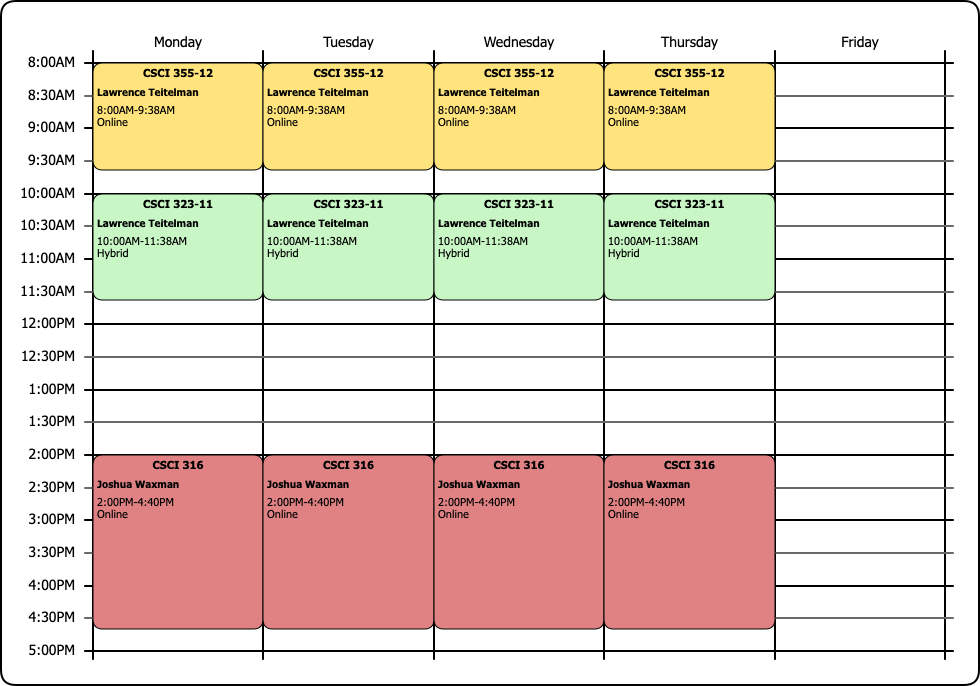 Monday Tuesday Wednesday Thursday Friday
8:00AM
CSCI 355-12 CSCI 355-12 CSCI 355-12 CSCI 355-12
Lawrence Teitelman Lawrence Teitelman Lawrence Teitelman Lawrence Teitelman
8:30AM
8:00AM-9:38AM 8:00AM-9:38AM 8:00AM-9:38AM 8:00AM-9:38AM
Online Online Online Online
9:00AM
9:30AM
10:00AM
CSCI 323-11 CSCI 323-11 CSCI 323-11 CSCI 323-11
Lawrence Teitelman Lawrence Teitelman Lawrence Teitelman Lawrence Teitelman
10:30AM
10:00AM-11:38AM 10:00AM-11:38AM 10:00AM-11:38AM 10:00AM-11:38AM
Hybrid Hybrid Hybrid Hybrid
11:00AM
11:30AM
12:00PM
12:30PM
1:00PM
1:30PM
2:00PM
CSCI 316 CSCI 316 CSCI 316 CSCI 316
Joshua Waxman Joshua Waxman Joshua Waxman Joshua Waxman
2:30PM
2:00PM-4:40PM 2:00PM-4:40PM 2:00PM-4:40PM 2:00PM-4:40PM
Online Online Online Online
3:00PM
3:30PM
4:00PM
4:30PM
5:00PM